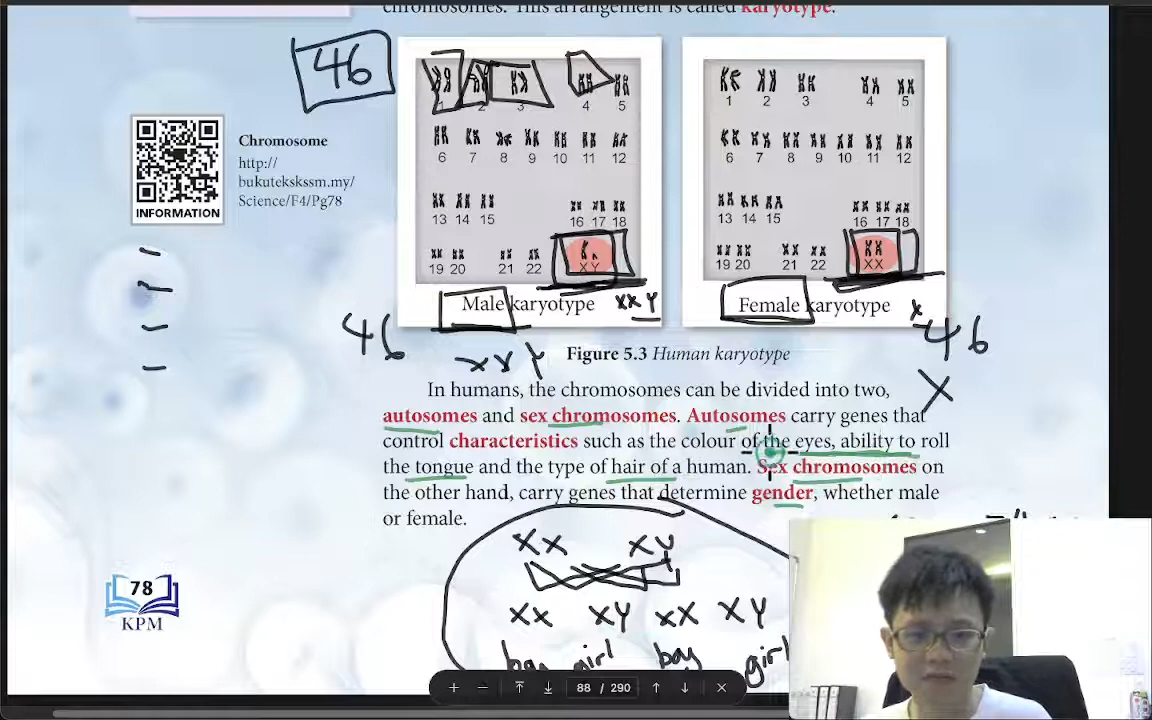 chromosomes. This arrangement is called karyotype.
46
Chromosome
http://
bukutekskssm.my/
Science/F4/Pg78
INFORMATION
1 2 3 4 5
6 7 8 9 10 11 12
13 14 15 16 17 18
19 20 21 22 XY
Male karyotype
XXY
46
XXY
1 2 3 4 5
6 7 8 9 10 11 12
13 14 15 16 17 18
19 20 21 22 XX
Female karyotype
X
46
X
Figure 5.3 Human karyotype
In humans, the chromosomes can be divided into two,
autosomes and sex chromosomes. Autosomes carry genes that
control characteristics such as the colour of the eyes, ability to roll
the tongue and the type of hair of a human. Sex chromosomes on
the other hand, carry genes that determine gender, whether male
or female.
XX XY
XX XY XX XY
boy girl boy girl
78
KPM
88 / 290